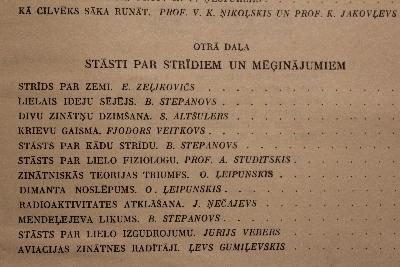 KĀ CILVĒKS SĀKA RUNĀT. PROF. V. K. ŅIKOĻSKIS UN PROF. K. JAKOVĻEVS
OTRĀ DAĻA
STĀSTI PAR STRĪDIEM UN MĒĢINĀJUMIEM
STRĪDS PAR ZEMI. E. ZEĻIKOVIČS
LIELAIS IDEJU SĒJĒJS. B. STEPANOVS
DIVU ZINĀTŅU DZIMŠANA. S. ALTŠULERS
KRIEVU GAISMA. FJODORS VEITKOVS
STĀSTS PAR KĀDU STRĪDU. B. STEPANOVS
STĀSTS PAR LIELO FIZIOLOGU. PROF. A. STUDITSKIS
ZINĀTNISKĀS TEORIJAS TRIUMFS. O. ĻEIPUNSKIS
DIMANTA NOSLĒPUMS. O. ĻEIPUNSKIS
RADIOAKTIVITĀTES ATKLĀŠANA. J. ŅEČAJEVS
MENDEĻEJEVA LIKUMS. B. STEPANOVS
STĀSTS PAR LIELO IZGUDROJUMU. JURIJS VEBERS
AVIĀCIJAS ZINĀTNES RADĪTĀJI. ĻEVS GUMIĻEVSKIS